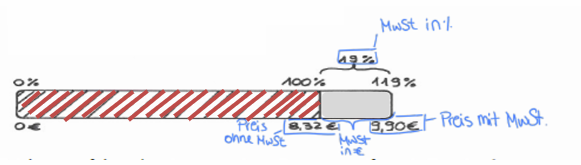 MwSt in %
19%
0% 100% 119%
0€ Preis ohne MwSt 8,32 € MwSt in € 9,90€ Preis mit MwSt.